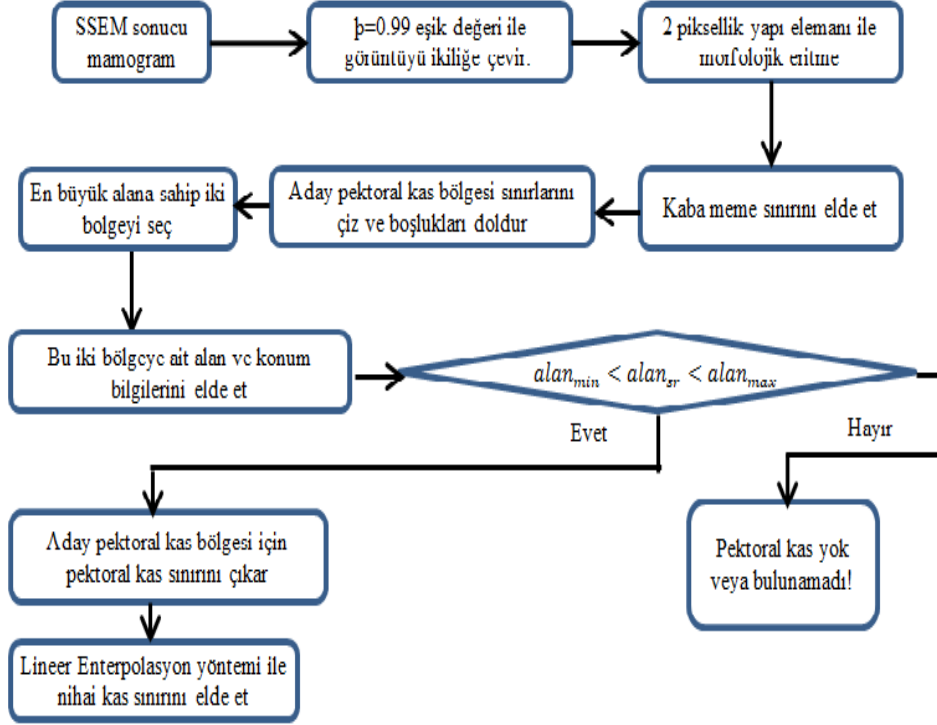 SSEM sonucu
mamogram
þ=0.99 eşik değeri ile
görüntüyü ikiliğe çevir.
2 piksellik yapı elemanı ile
morfolojik eritme
Kaba meme sınırını elde et
Aday pektoral kas bölgesi sınırlarını
çiz ve boşlukları doldur
En büyük alana sahip iki
bölgeyi seç
Bu iki bölgeye ait alan ve konum
bilgilerini elde et
alan_min < alan_sr < alan_max
Evet
Hayır
Aday pektoral kas bölgesi için
pektoral kas sınırını çıkar
Pektoral kas yok
veya bulunamadı!
Lineer Enterpolasyon yöntemi ile
nihai kas sınırını elde et